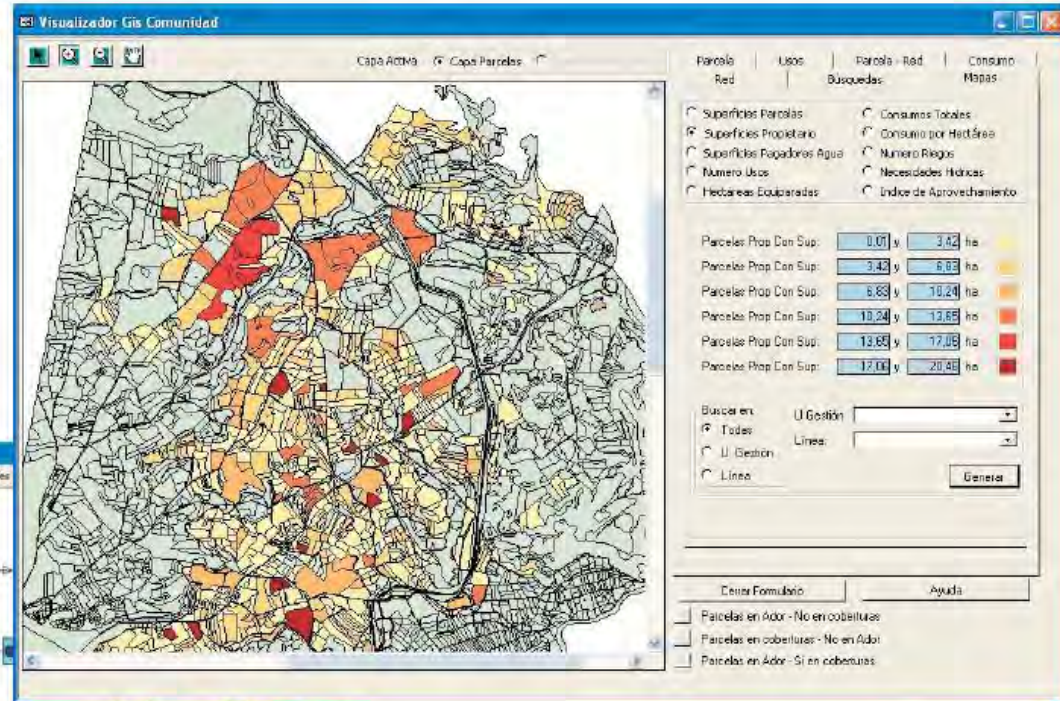 Visualizador Gis Comunidad
Capa Activa Capa Parcelas
Parcela Usos Parcela - Red Consumo
Red Busquedas Mapas
Superficies Parcelas Consumos Totales
Superficies Propietario Consumo por Hectárea
Superficies Pagadores Agua Numero Riegos
Numero Usos Necesidades Hidricas
Hectáreas Equiparadas Indice de Aprovechamiento
Parcelas Prop Con Sup: 0,01 y 3,42 ha
Parcelas Prop Con Sup: 3,42 y 6,83 ha
Parcelas Prop Con Sup: 6,83 y 10,24 ha
Parcelas Prop Con Sup: 10,24 y 13,65 ha
Parcelas Prop Con Sup: 13,65 y 17,06 ha
Parcelas Prop Con Sup: 17,06 y 20,46 ha
Buscar en: U Gestión
Todas
Linea:
U. Gestión
Linea
Generar
Cerrar Formulario Ayuda
Parcelas en Ador - No en coberturas
Parcelas en coberturas - No en Ador
Parcelas en Ador - Si en coberturas
es